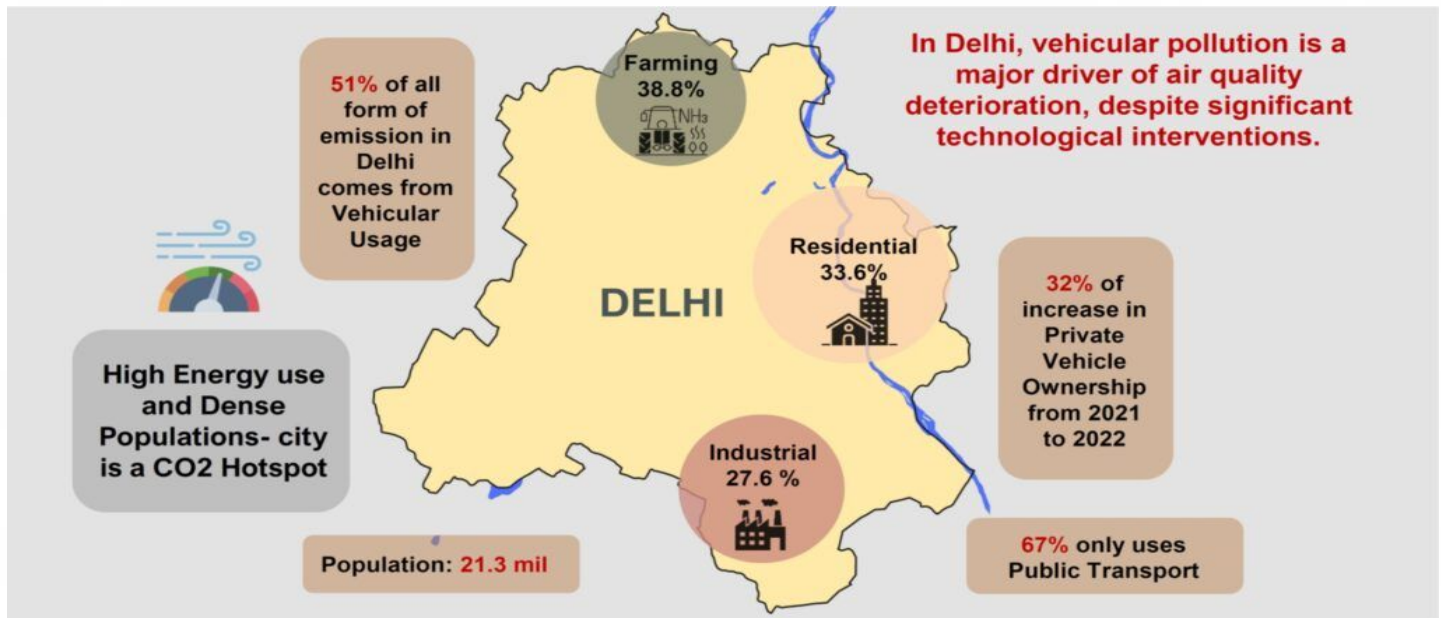 In Delhi, vehicular pollution is a
major driver of air quality
deterioration, despite significant
technological interventions.
51% of all
form of
emission in
Delhi
comes from
Vehicular
Usage
Farming
38.8%
NH3
Residential
33.6%
DELHI
32% of
increase in
Private
Vehicle
Ownership
from 2021
to 2022
High Energy use
and Dense
Populations- city
is a CO2 Hotspot
Industrial
27.6 %
Population: 21.3 mil
67% only uses
Public Transport